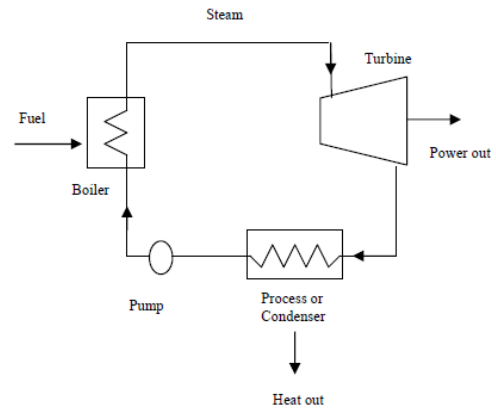 Steam
Turbine
Fuel
Power out
Boiler
Pump
Process or
Condenser
Heat out